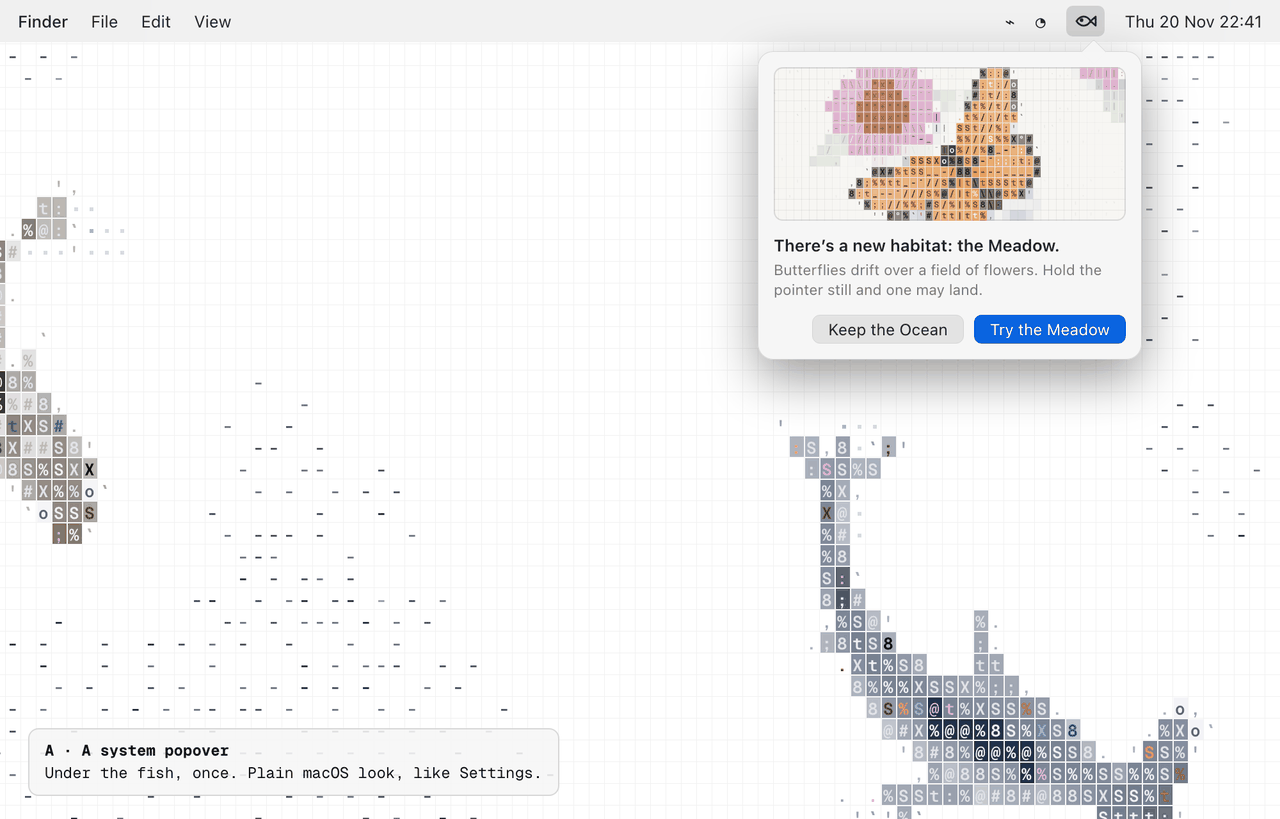 Finder File Edit View Thu 20 Nov 22:41
There’s a new habitat: the Meadow.
Butterflies drift over a field of flowers. Hold the
pointer still and one may land.
Keep the Ocean Try the Meadow
A · A system popover
Under the fish, once. Plain macOS look, like Settings.